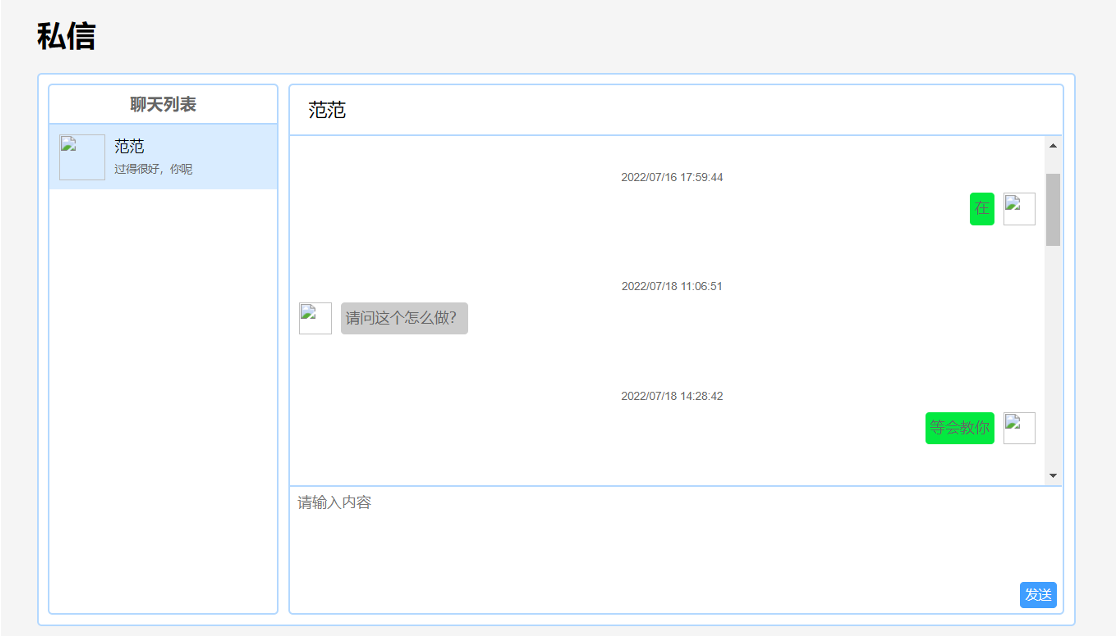 私信
聊天列表
范范
过得很好，你呢
范范
2022/07/16 17:59:44
在
2022/07/18 11:06:51
请问这个怎么做?
2022/07/18 14:28:42
等会教你
请输入内容
发送